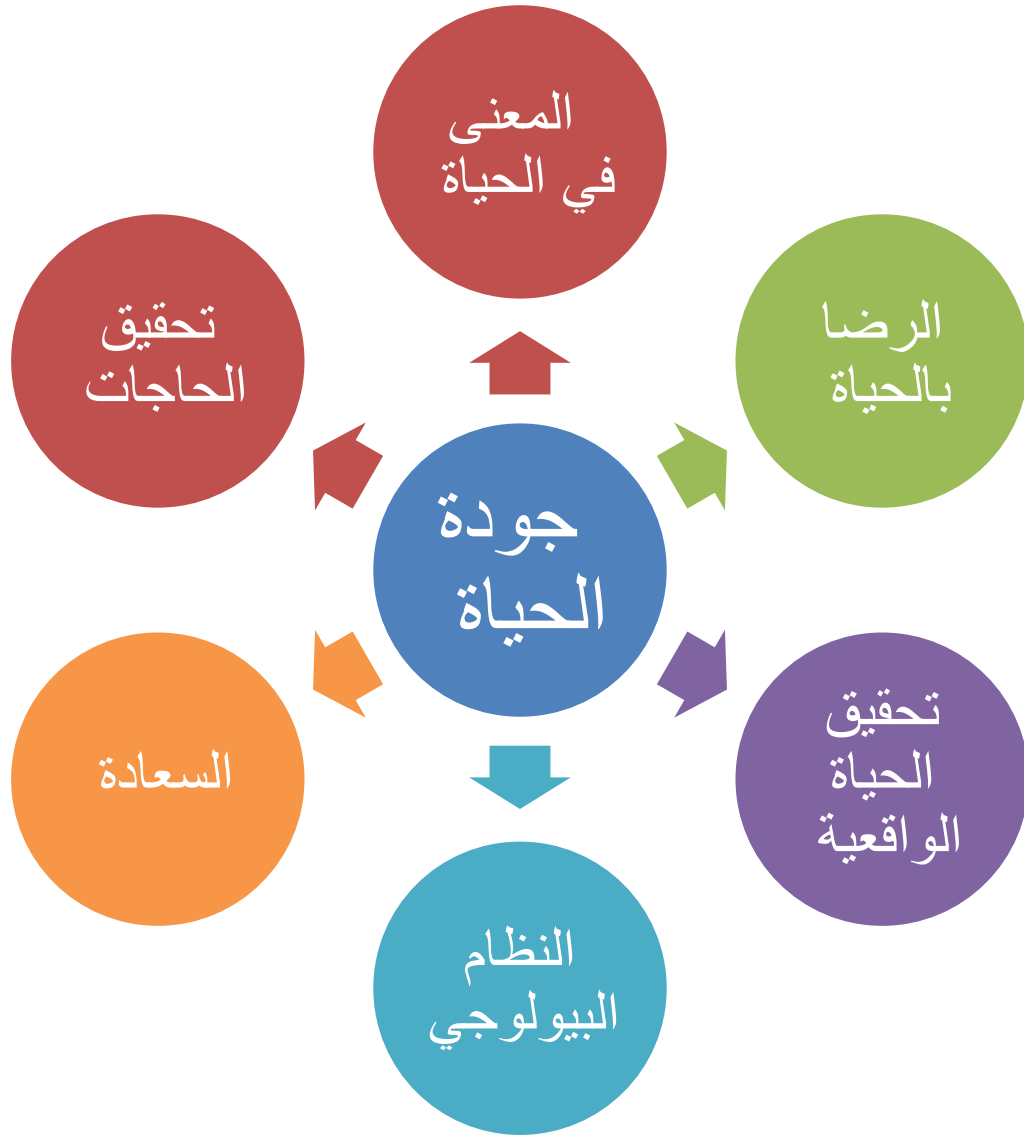 المعنى
في الحياة
الرضا
بالحياة
تحقيق
الحاجات
جودة
الحياة
تحقيق
الحياة
الواقعية
السعادة
النظام
البيولوجي